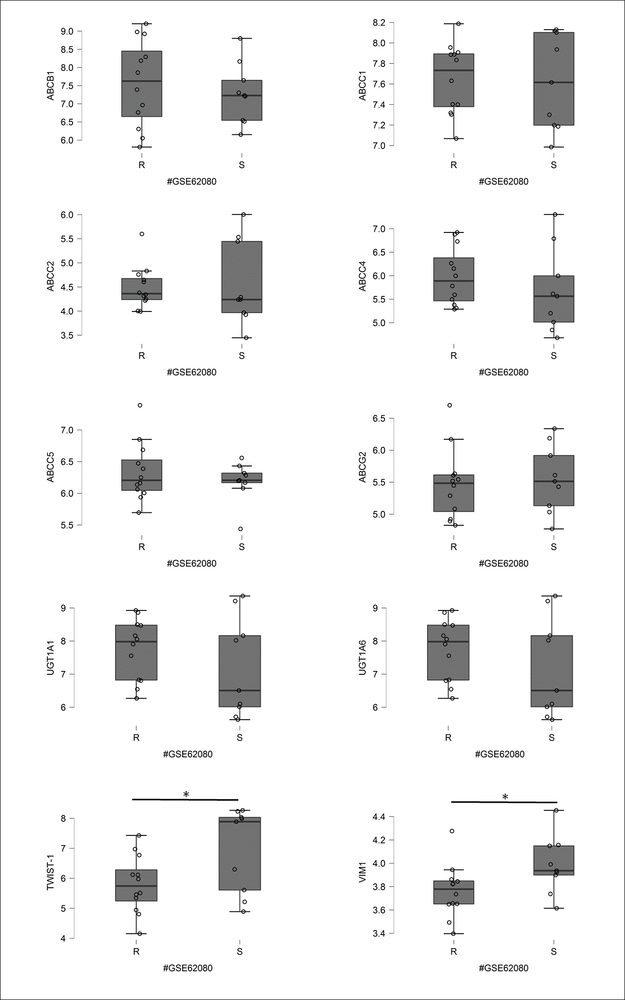 ABCB1
9.0
8.5
8.0
7.5
7.0
6.5
6.0
R S
#GSE62080
ABCC1
8.2
8.0
7.8
7.6
7.4
7.2
7.0
R S
#GSE62080
ABCC2
6.0
5.5
5.0
4.5
4.0
3.5
R S
#GSE62080
ABCC4
7.0
6.5
6.0
5.5
5.0
R S
#GSE62080
ABCC5
7.0
6.5
6.0
5.5
R S
#GSE62080
ABCG2
6.5
6.0
5.5
5.0
R S
#GSE62080
UGT1A1
9
8
7
6
R S
#GSE62080
UGT1A6
9
8
7
6
R S
#GSE62080
*
TWIST-1
8
7
6
5
4
R S
#GSE62080
*
VIM1
4.4
4.2
4.0
3.8
3.6
3.4
R S
#GSE62080